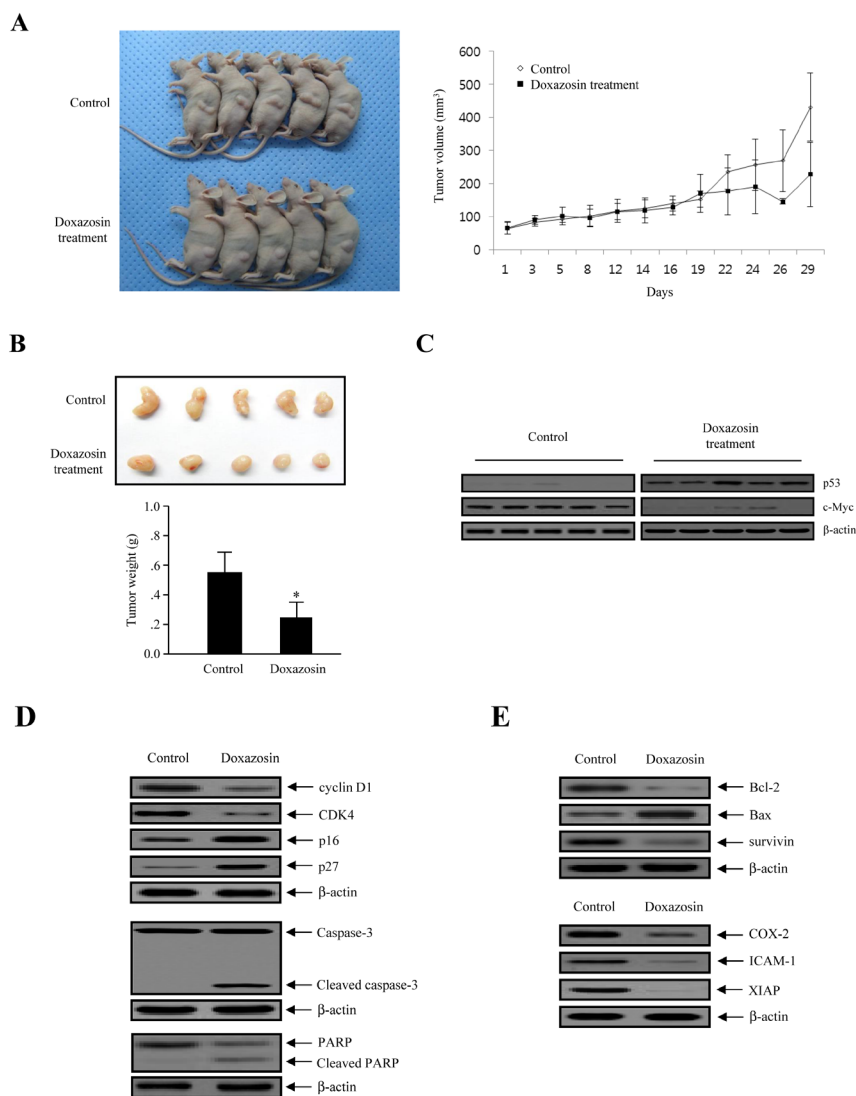 A
Control
Doxazosin
treatment
Tumor volume (mm³)
600
500
400
300
200
100
0
Control
Doxazosin treatment
1 3 5 8 12 14 16 19 22 24 26 29
Days
B
Control
Doxazosin
treatment
Tumor weight (g)
.8
.6
.4
.2
0.0
*
Control Doxazosin
C
Control
Doxazosin
treatment
p53
c-Myc
β-actin
D
Control Doxazosin
cyclin D1
CDK4
p16
p27
β-actin
Caspase-3
Cleaved caspase-3
β-actin
PARP
Cleaved PARP
β-actin
E
Control Doxazosin
Bcl-2
Bax
survivin
β-actin
Control Doxazosin
COX-2
ICAM-1
XIAP
β-actin